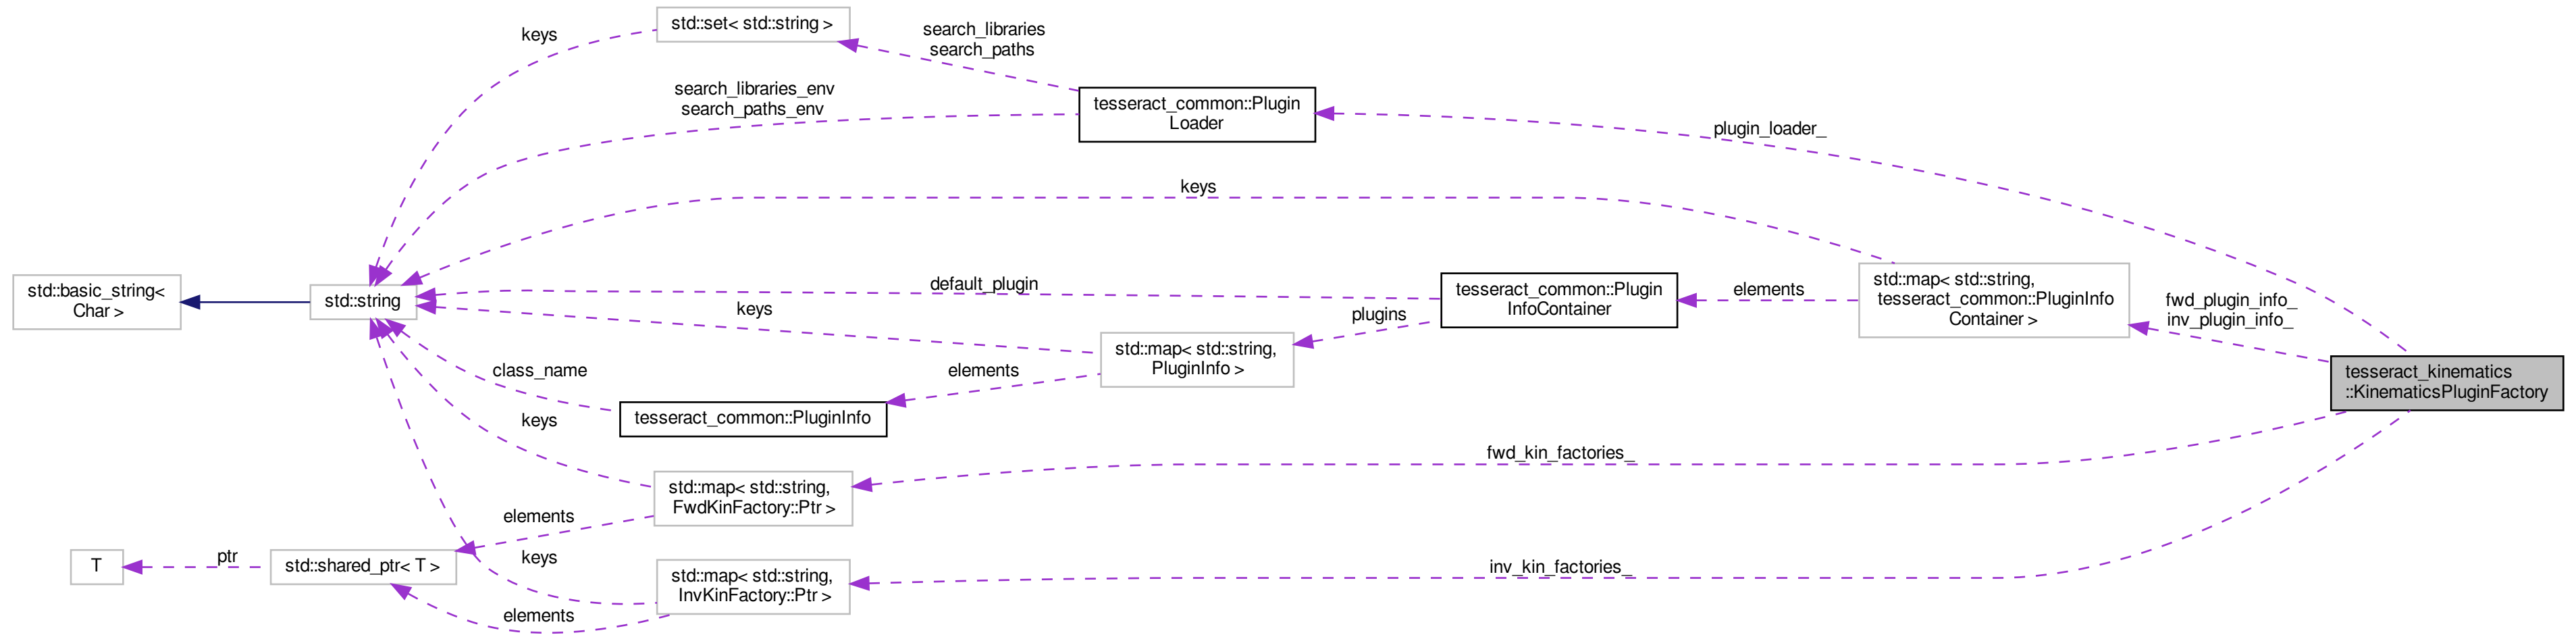 std::set< std::string >
keys
search_libraries
search_paths
search_libraries_env
search_paths_env
tesseract_common::Plugin
Loader
plugin_loader_
keys
std::basic_string<
Char >
std::string
default_plugin
keys
tesseract_common::Plugin
InfoContainer
elements
std::map< std::string,
tesseract_common::PluginInfo
Container >
fwd_plugin_info_
inv_plugin_info_
plugins
std::map< std::string,
PluginInfo >
tesseract_kinematics
::KinematicsPluginFactory
class_name
elements
tesseract_common::PluginInfo
keys
fwd_kin_factories_
std::map< std::string,
FwdKinFactory::Ptr >
elements
T
ptr
std::shared_ptr< T >
keys
inv_kin_factories_
std::map< std::string,
InvKinFactory::Ptr >
elements